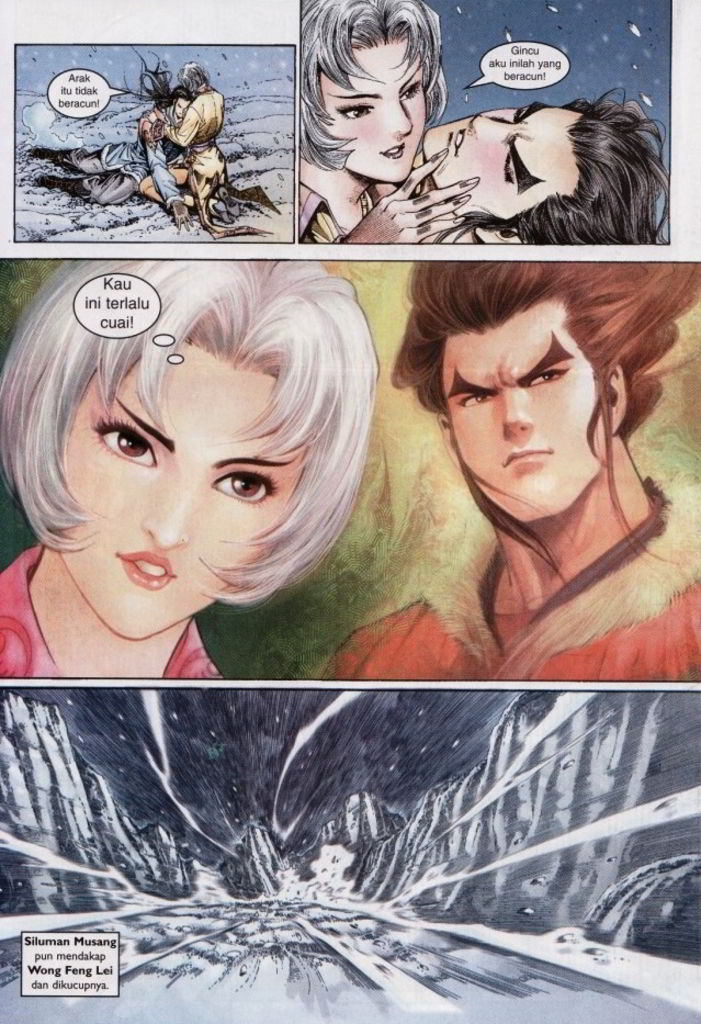 Arak
itu tidak
beracun!
Gincu
aku inilah yang
beracun!
Kau
ini terlalu
cuai!
Siluman Musang
pun mendakap
Wong Feng Lei
dan dikucupnya.